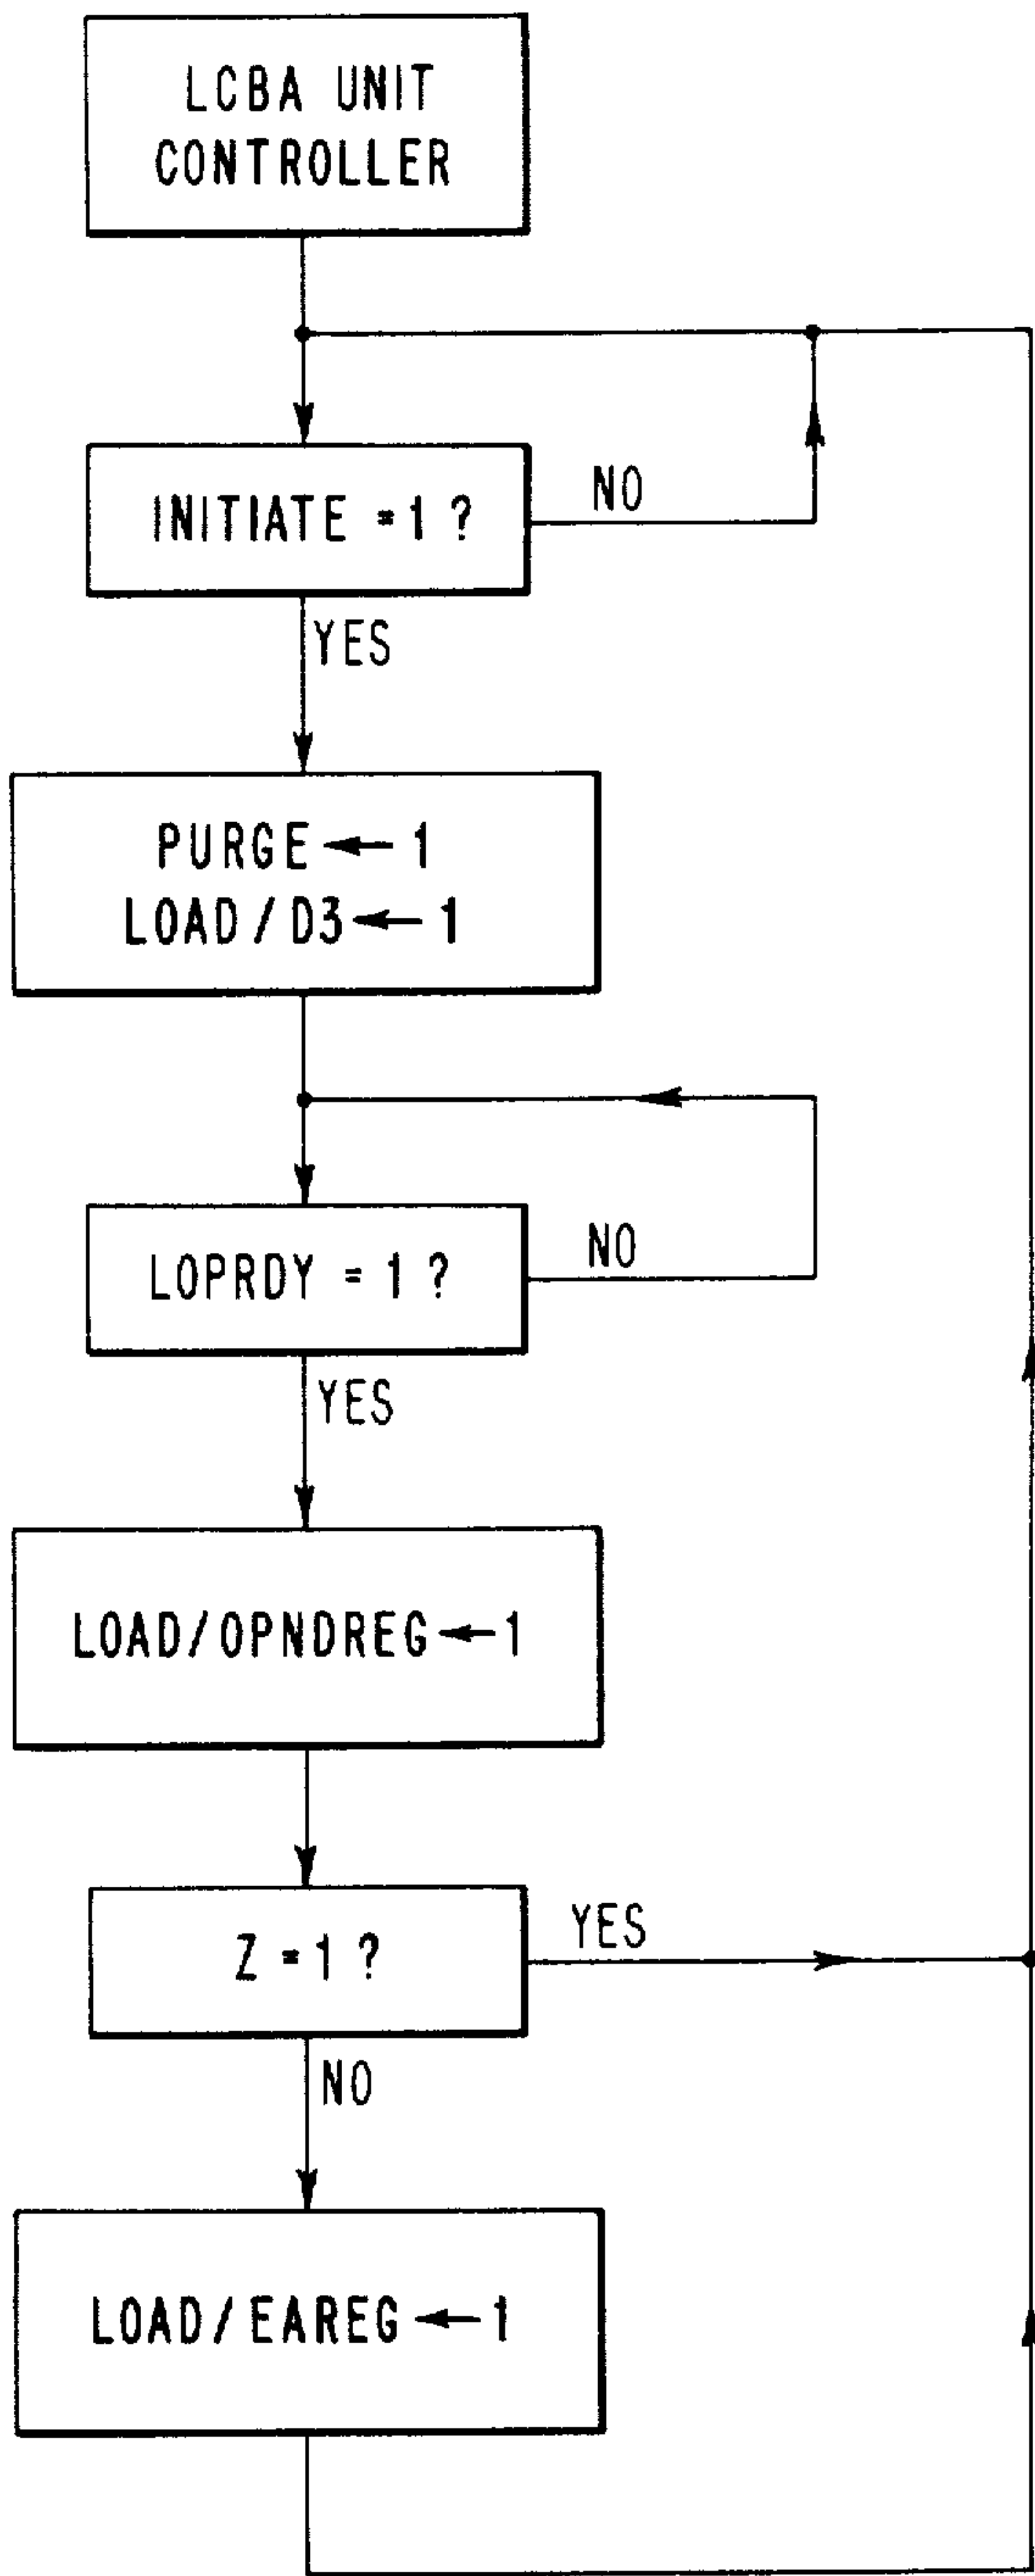 LCBA UNIT
CONTROLLER
INITIATE = 1 ?
NO
YES
PURGE ← 1
LOAD / D3 ← 1
LOPRDY = 1 ?
NO
YES
LOAD/OPNDREG ← 1
Z = 1 ?
YES
NO
LOAD/EAREG ← 1